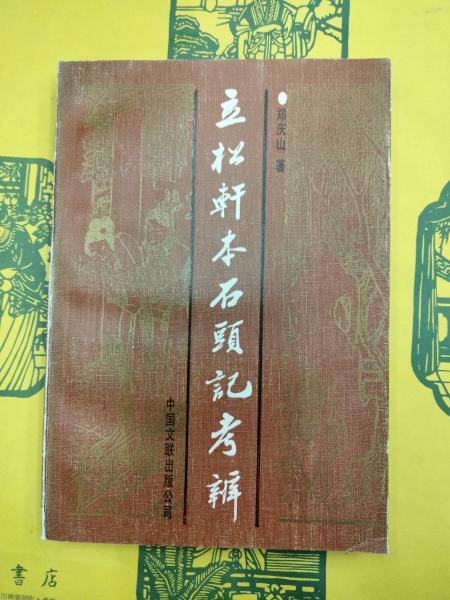 郑庆山 著
立松軒本石頭記考辨
中国文联出版公司
書店